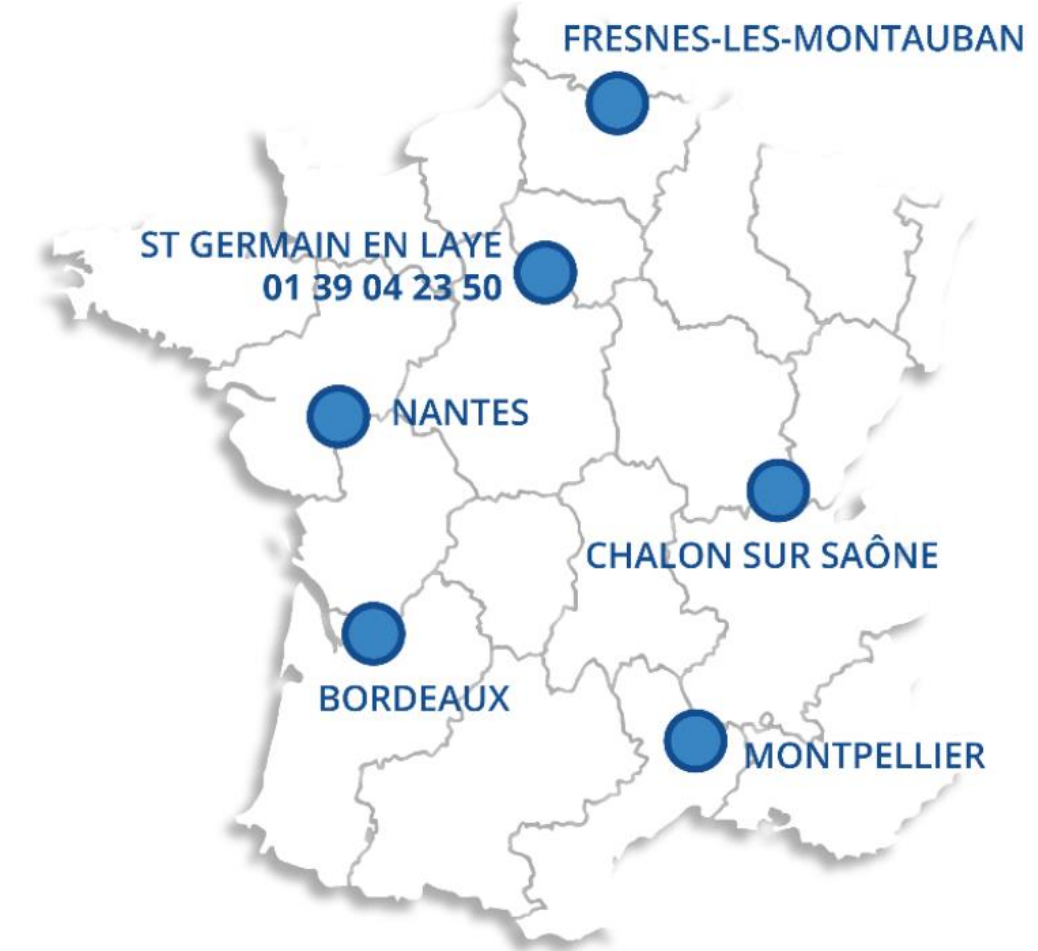 FRESNES-LES-MONTAUBAN
ST GERMAIN EN LAYE
01 39 04 23 50
NANTES
CHALON SUR SAÔNE
BORDEAUX
MONTPELLIER